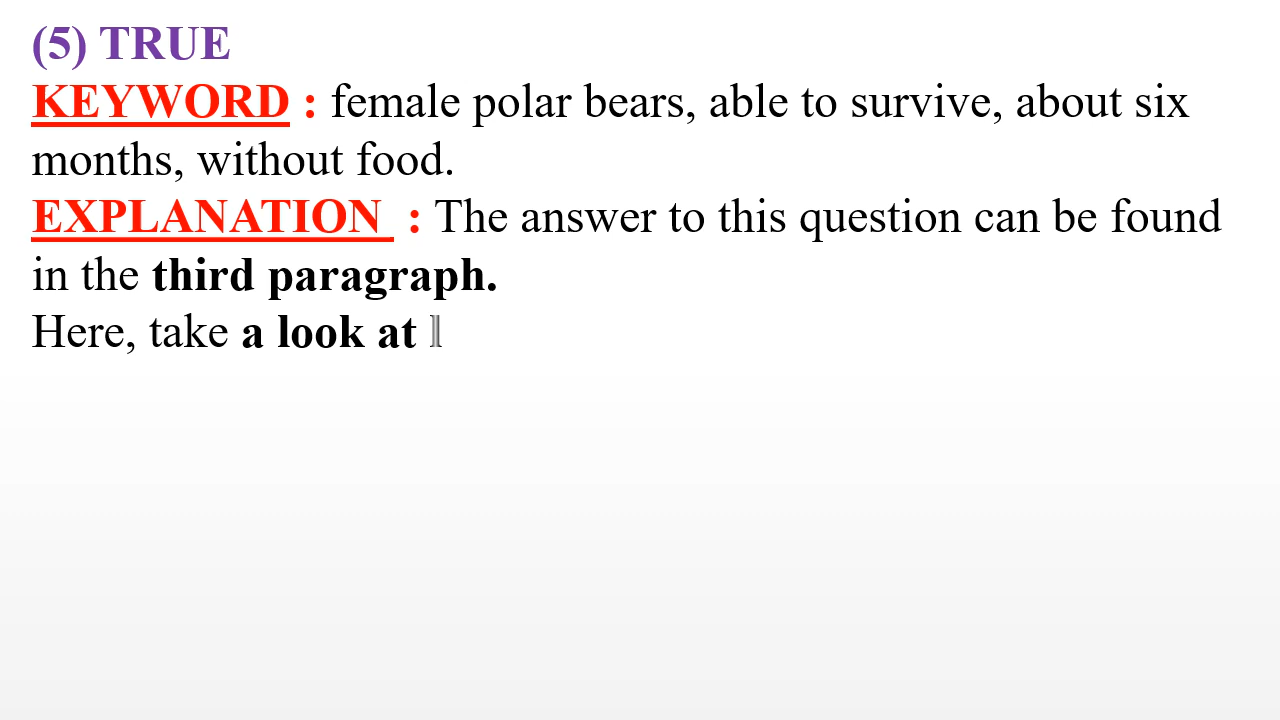 (5) TRUE
KEYWORD : female polar bears, able to survive, about six
months, without food.
EXPLANATION : The answer to this question can be found
in the third paragraph.
Here, take a look at